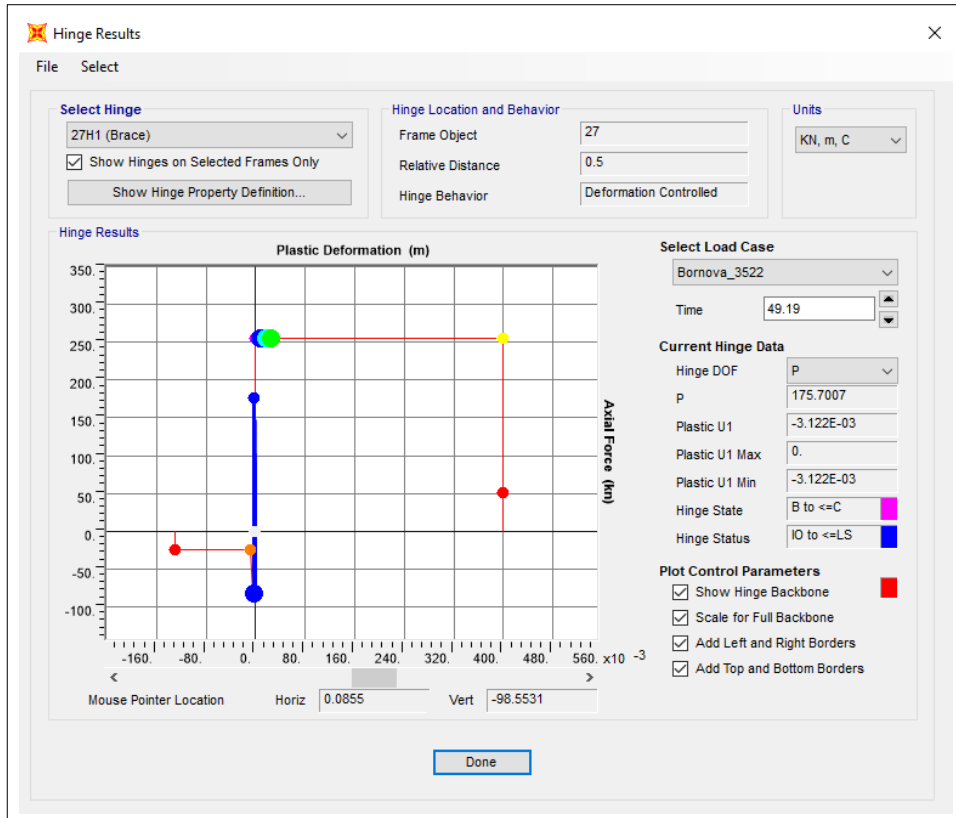 Hinge Results
File Select
Select Hinge
27H1 (Brace)
Show Hinges on Selected Frames Only
Show Hinge Property Definition...
Hinge Location and Behavior
Frame Object 27
Relative Distance 0.5
Hinge Behavior Deformation Controlled
Units
KN, m, C
Hinge Results
Plastic Deformation (m)
350.
300.
250.
200.
150.
100.
50.
0.
-50.
-100.
Axial Force (kn)
-160. -80. 0. 80. 160. 240. 320. 400. 480. 560. x10 -3
Mouse Pointer Location Horiz 0.0855 Vert -98.5531
Select Load Case
Bornova_3522
Time 49.19
Current Hinge Data
Hinge DOF P
P 175.7007
Plastic U1 -3.122E-03
Plastic U1 Max 0.
Plastic U1 Min -3.122E-03
Hinge State B to <=C
Hinge Status IO to <=LS
Plot Control Parameters
Show Hinge Backbone
Scale for Full Backbone
Add Left and Right Borders
Add Top and Bottom Borders
Done